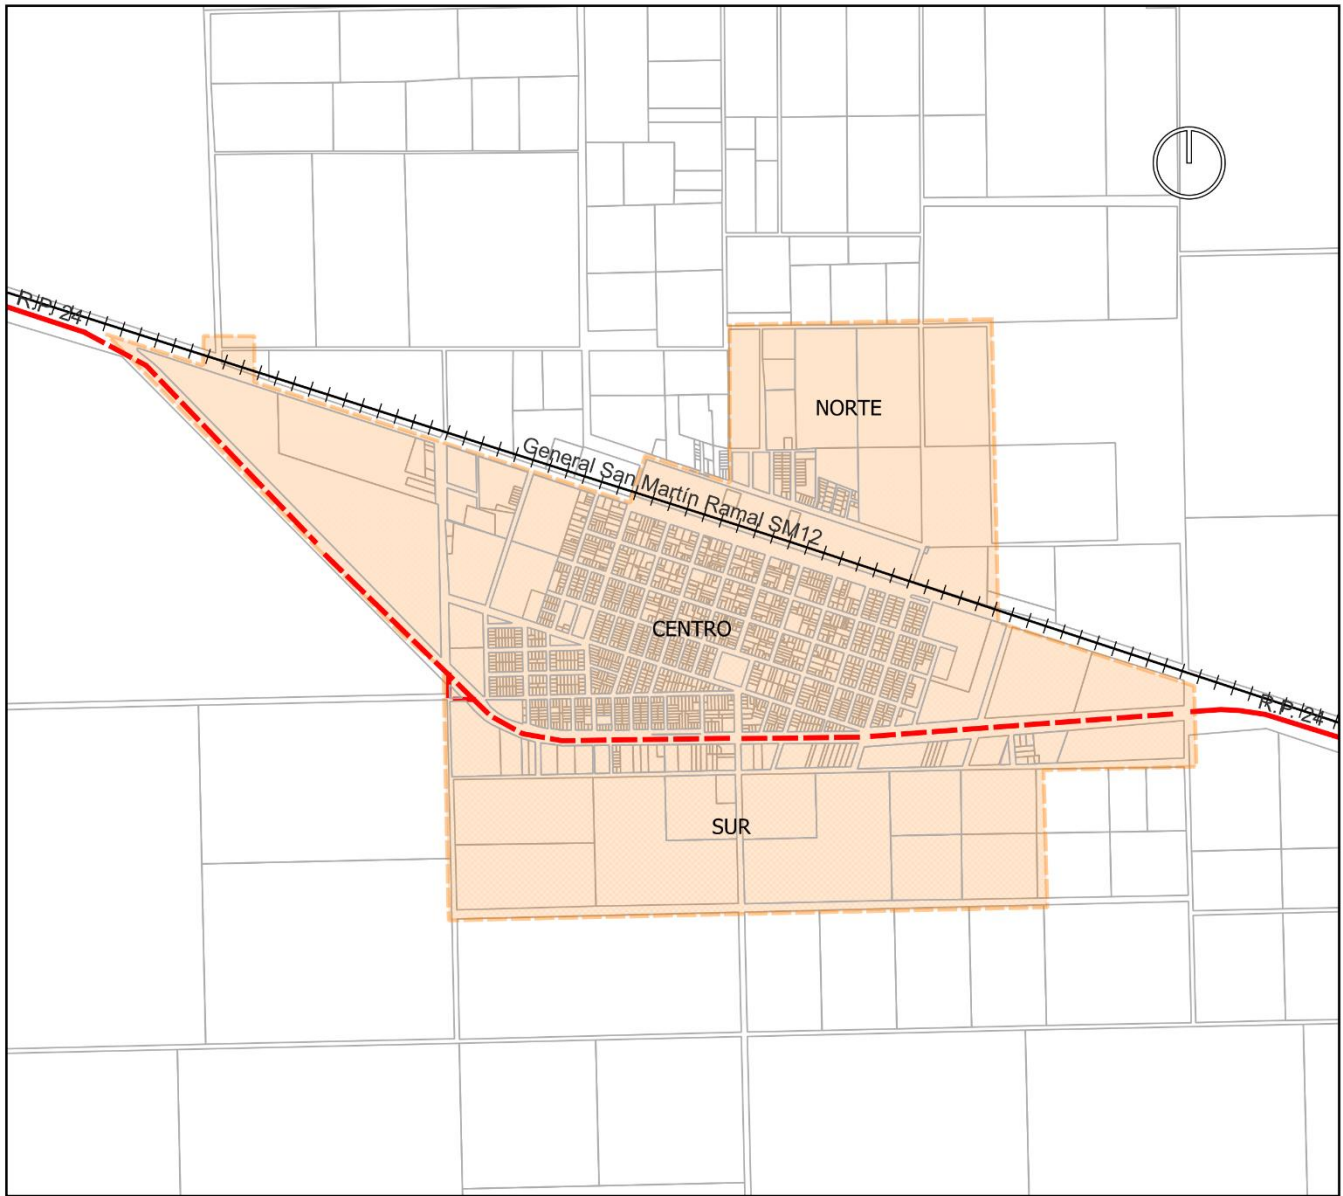 R.P. 24
NORTE
General San Martín Ramal SM12
CENTRO
R.P. 24
SUR